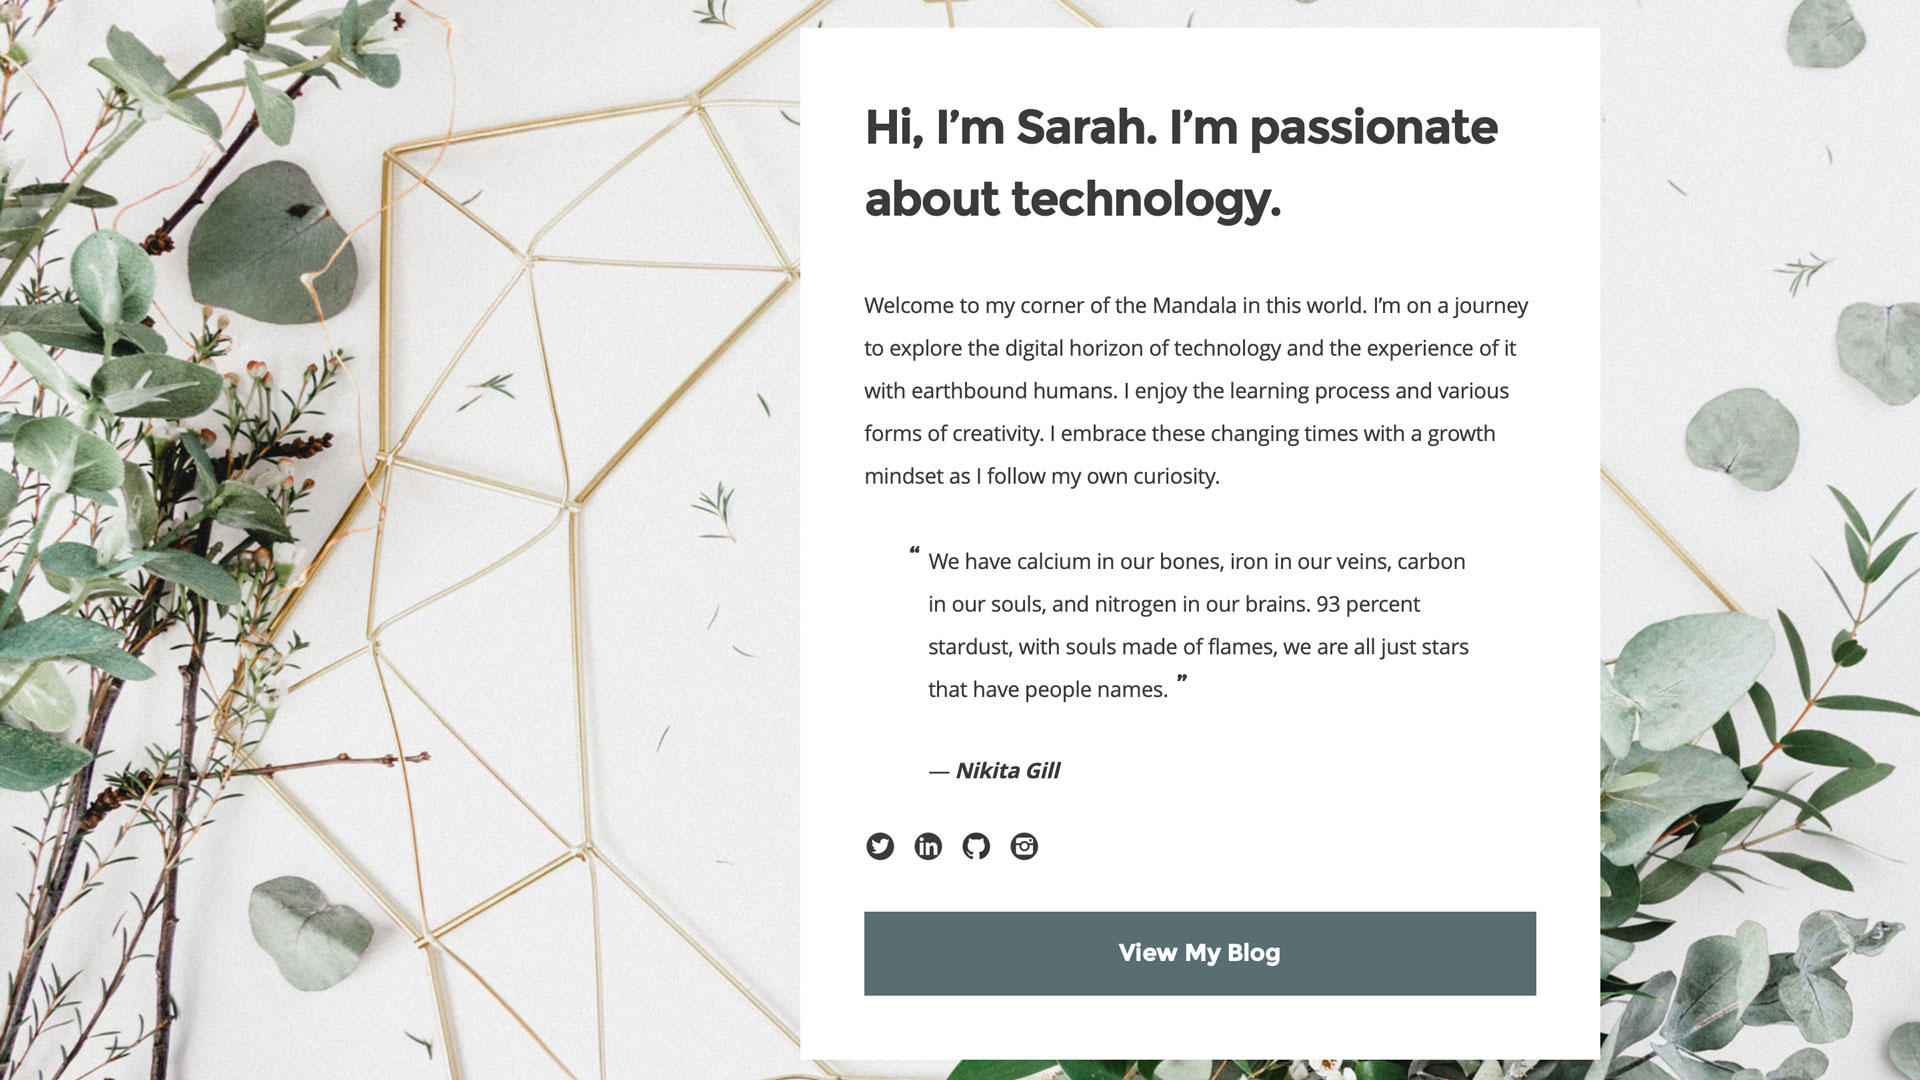 Hi, I’m Sarah. I’m passionate
about technology.
Welcome to my corner of the Mandala in this world. I’m on a journey
to explore the digital horizon of technology and the experience of it
with earthbound humans. I enjoy the learning process and various
forms of creativity. I embrace these changing times with a growth
mindset as I follow my own curiosity.
“ We have calcium in our bones, iron in our veins, carbon
in our souls, and nitrogen in our brains. 93 percent
stardust, with souls made of flames, we are all just stars
that have people names. ”
— Nikita Gill
View My Blog